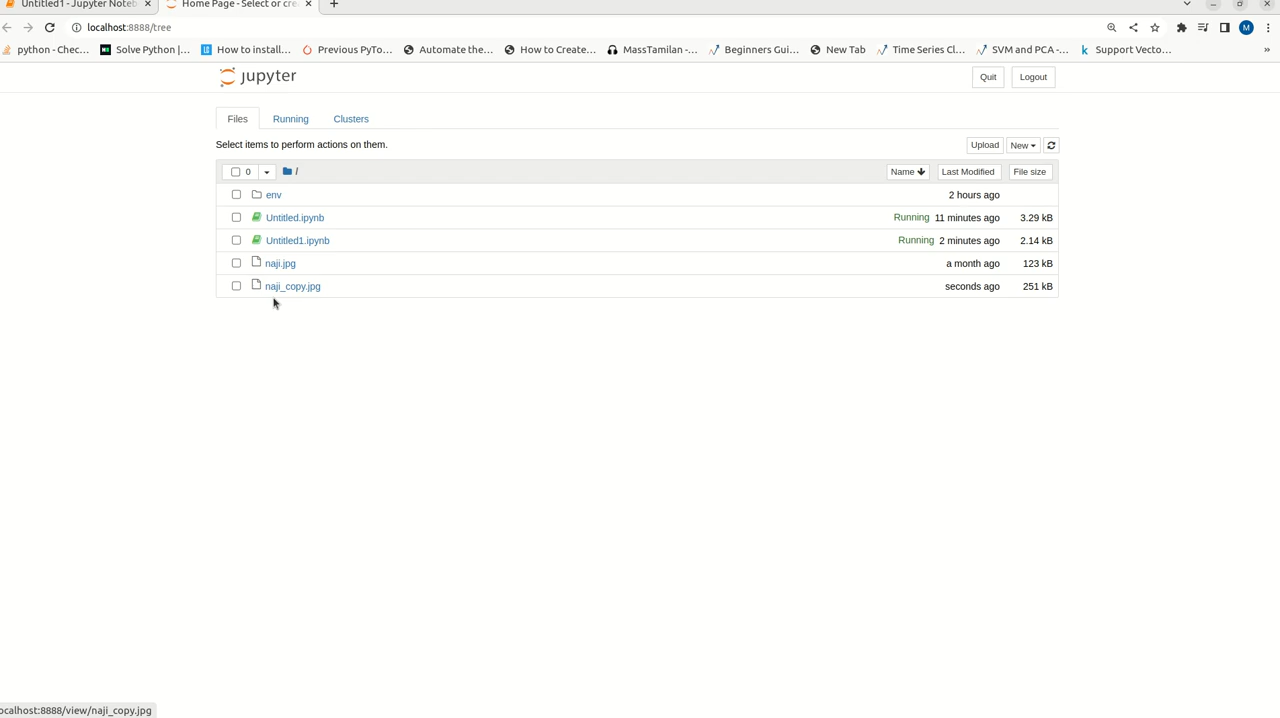 Untitled1 - Jupyter Noteb
Home Page - Select or cre
localhost:8888/tree
M
python - Chec...
Solve Python |...
How to install...
Previous PyTo...
Automate the...
How to Create...
MassTamilan -...
Beginners Gui...
New Tab
Time Series Cl...
SVM and PCA -...
Support Vecto...
»
jupyter
Quit
Logout
Files
Running
Clusters
Select items to perform actions on them.
Upload
New
0
/
Name
Last Modified
File size
env
2 hours ago
Untitled.ipynb
Running 11 minutes ago 3.29 kB
Untitled1.ipynb
Running 2 minutes ago 2.14 kB
naji.jpg
a month ago 123 kB
naji_copy.jpg
seconds ago 251 kB
ocalhost:8888/view/naji_copy.jpg